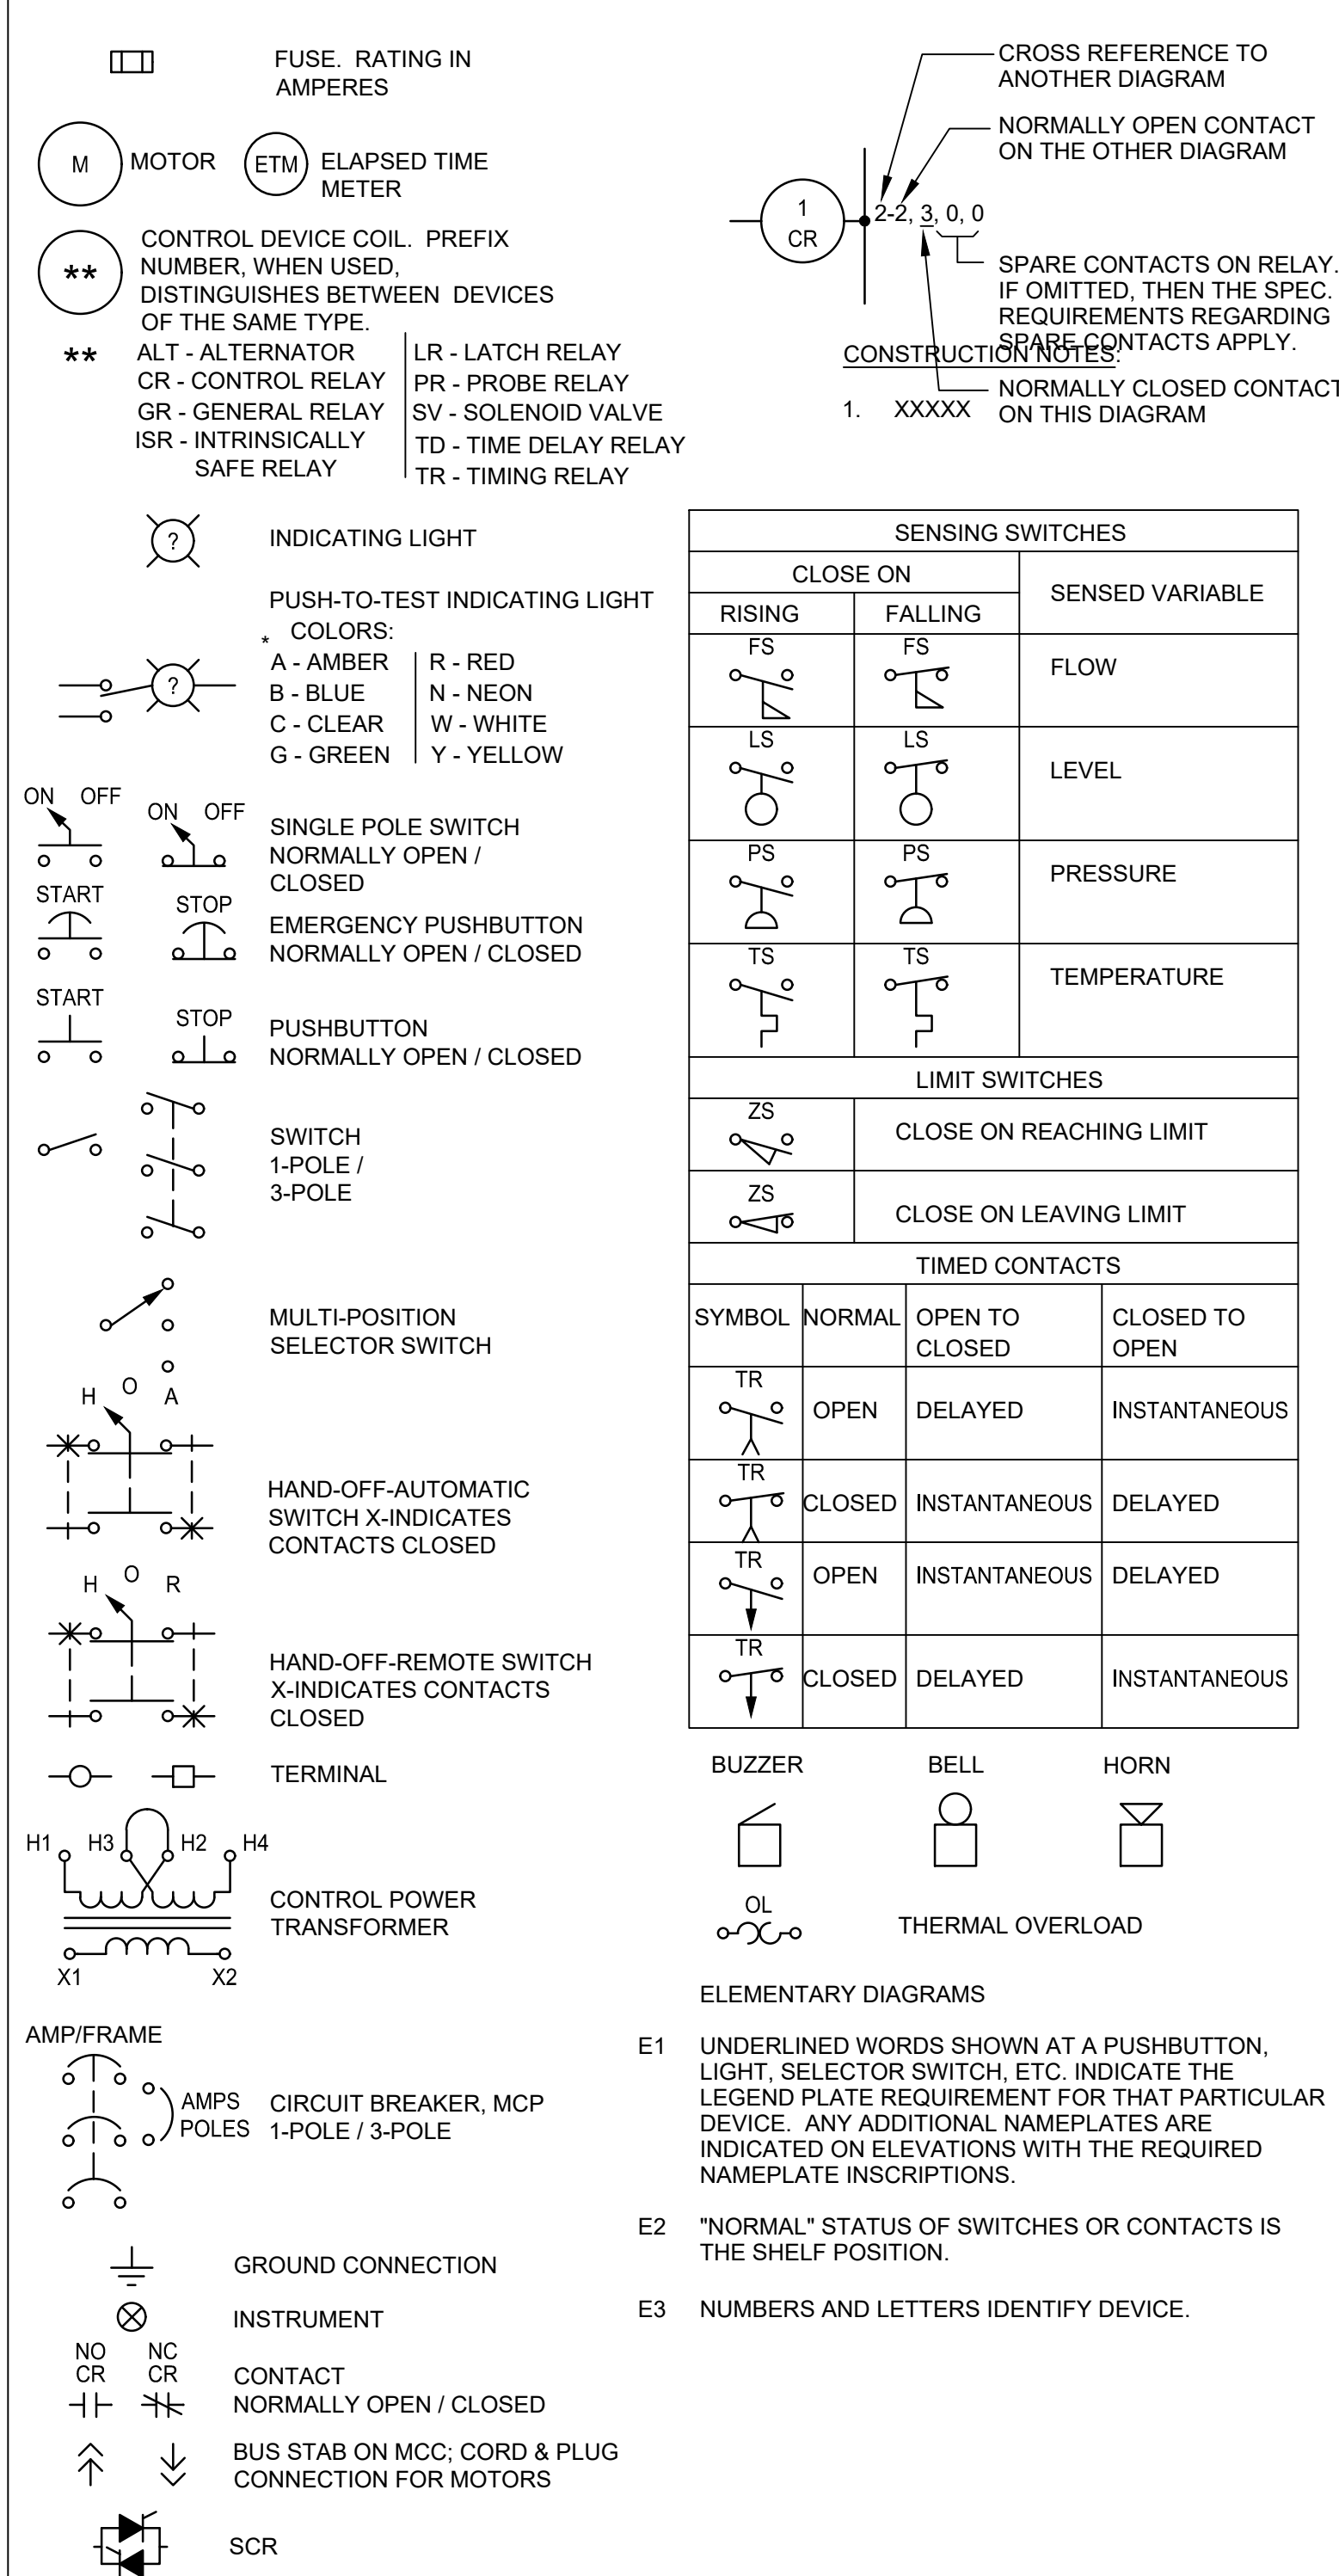 FUSE.  RATING IN
AMPERES
M
MOTOR
ETM
ELAPSED TIME
METER
**
CONTROL DEVICE COIL.  PREFIX
NUMBER, WHEN USED,
DISTINGUISHES BETWEEN  DEVICES
OF THE SAME TYPE.
**
ALT - ALTERNATOR
CR - CONTROL RELAY
GR - GENERAL RELAY
ISR - INTRINSICALLY
SAFE RELAY
LR - LATCH RELAY
PR - PROBE RELAY
SV - SOLENOID VALVE
TD - TIME DELAY RELAY
TR - TIMING RELAY
?
INDICATING LIGHT
PUSH-TO-TEST INDICATING LIGHT
* COLORS:
?
A - AMBER
B - BLUE
C - CLEAR
G - GREEN
R - RED
N - NEON
W - WHITE
Y - YELLOW
ON OFF
ON OFF
SINGLE POLE SWITCH
NORMALLY OPEN /
CLOSED
START
STOP
EMERGENCY PUSHBUTTON
NORMALLY OPEN / CLOSED
START
STOP
PUSHBUTTON
NORMALLY OPEN / CLOSED
SWITCH
1-POLE /
3-POLE
MULTI-POSITION
SELECTOR SWITCH
H O A
HAND-OFF-AUTOMATIC
SWITCH X-INDICATES
CONTACTS CLOSED
H O R
HAND-OFF-REMOTE SWITCH
X-INDICATES CONTACTS
CLOSED
TERMINAL
H1 H3 H2 H4
CONTROL POWER
TRANSFORMER
X1 X2
AMP/FRAME
AMPS
POLES
CIRCUIT BREAKER, MCP
1-POLE / 3-POLE
GROUND CONNECTION
INSTRUMENT
NO
CR
NC
CR
CONTACT
NORMALLY OPEN / CLOSED
BUS STAB ON MCC; CORD & PLUG
CONNECTION FOR MOTORS
SCR
CROSS REFERENCE TO
ANOTHER DIAGRAM
NORMALLY OPEN CONTACT
ON THE OTHER DIAGRAM
1
CR
2-2, 3, 0, 0
SPARE CONTACTS ON RELAY.
IF OMITTED, THEN THE SPEC.
REQUIREMENTS REGARDING
SPARE CONTACTS APPLY.
CONSTRUCTION NOTES:
NORMALLY CLOSED CONTACT
ON THIS DIAGRAM
1. XXXXX
SENSING SWITCHES
CLOSE ON
SENSED VARIABLE
RISING
FALLING
FS
FS
FLOW
LS
LS
LEVEL
PS
PS
PRESSURE
TS
TS
TEMPERATURE
LIMIT SWITCHES
ZS
CLOSE ON REACHING LIMIT
ZS
CLOSE ON LEAVING LIMIT
TIMED CONTACTS
SYMBOL
NORMAL
OPEN TO
CLOSED
CLOSED TO
OPEN
TR
OPEN
DELAYED
INSTANTANEOUS
TR
CLOSED
INSTANTANEOUS
DELAYED
TR
OPEN
INSTANTANEOUS
DELAYED
TR
CLOSED
DELAYED
INSTANTANEOUS
BUZZER
BELL
HORN
OL
THERMAL OVERLOAD
ELEMENTARY DIAGRAMS
E1 UNDERLINED WORDS SHOWN AT A PUSHBUTTON,
LIGHT, SELECTOR SWITCH, ETC. INDICATE THE
LEGEND PLATE REQUIREMENT FOR THAT PARTICULAR
DEVICE.  ANY ADDITIONAL NAMEPLATES ARE
INDICATED ON ELEVATIONS WITH THE REQUIRED
NAMEPLATE INSCRIPTIONS.
E2 "NORMAL" STATUS OF SWITCHES OR CONTACTS IS
THE SHELF POSITION.
E3 NUMBERS AND LETTERS IDENTIFY DEVICE.